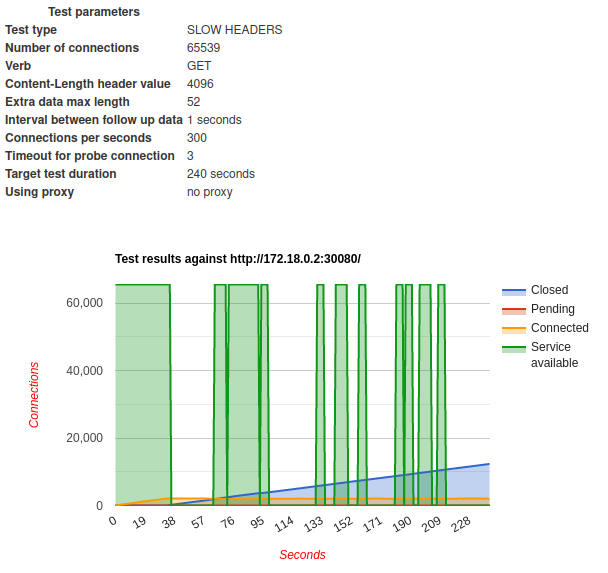 Test parameters
Test type SLOW HEADERS
Number of connections 65539
Verb GET
Content-Length header value 4096
Extra data max length 52
Interval between follow up data 1 seconds
Connections per seconds 300
Timeout for probe connection 3
Target test duration 240 seconds
Using proxy no proxy
Test results against http://172.18.0.2:30080/
60,000
40,000
20,000
0
Connections
0 19 38 57 76 95 114 133 152 171 190 209 228
Seconds
Closed
Pending
Connected
Service
available